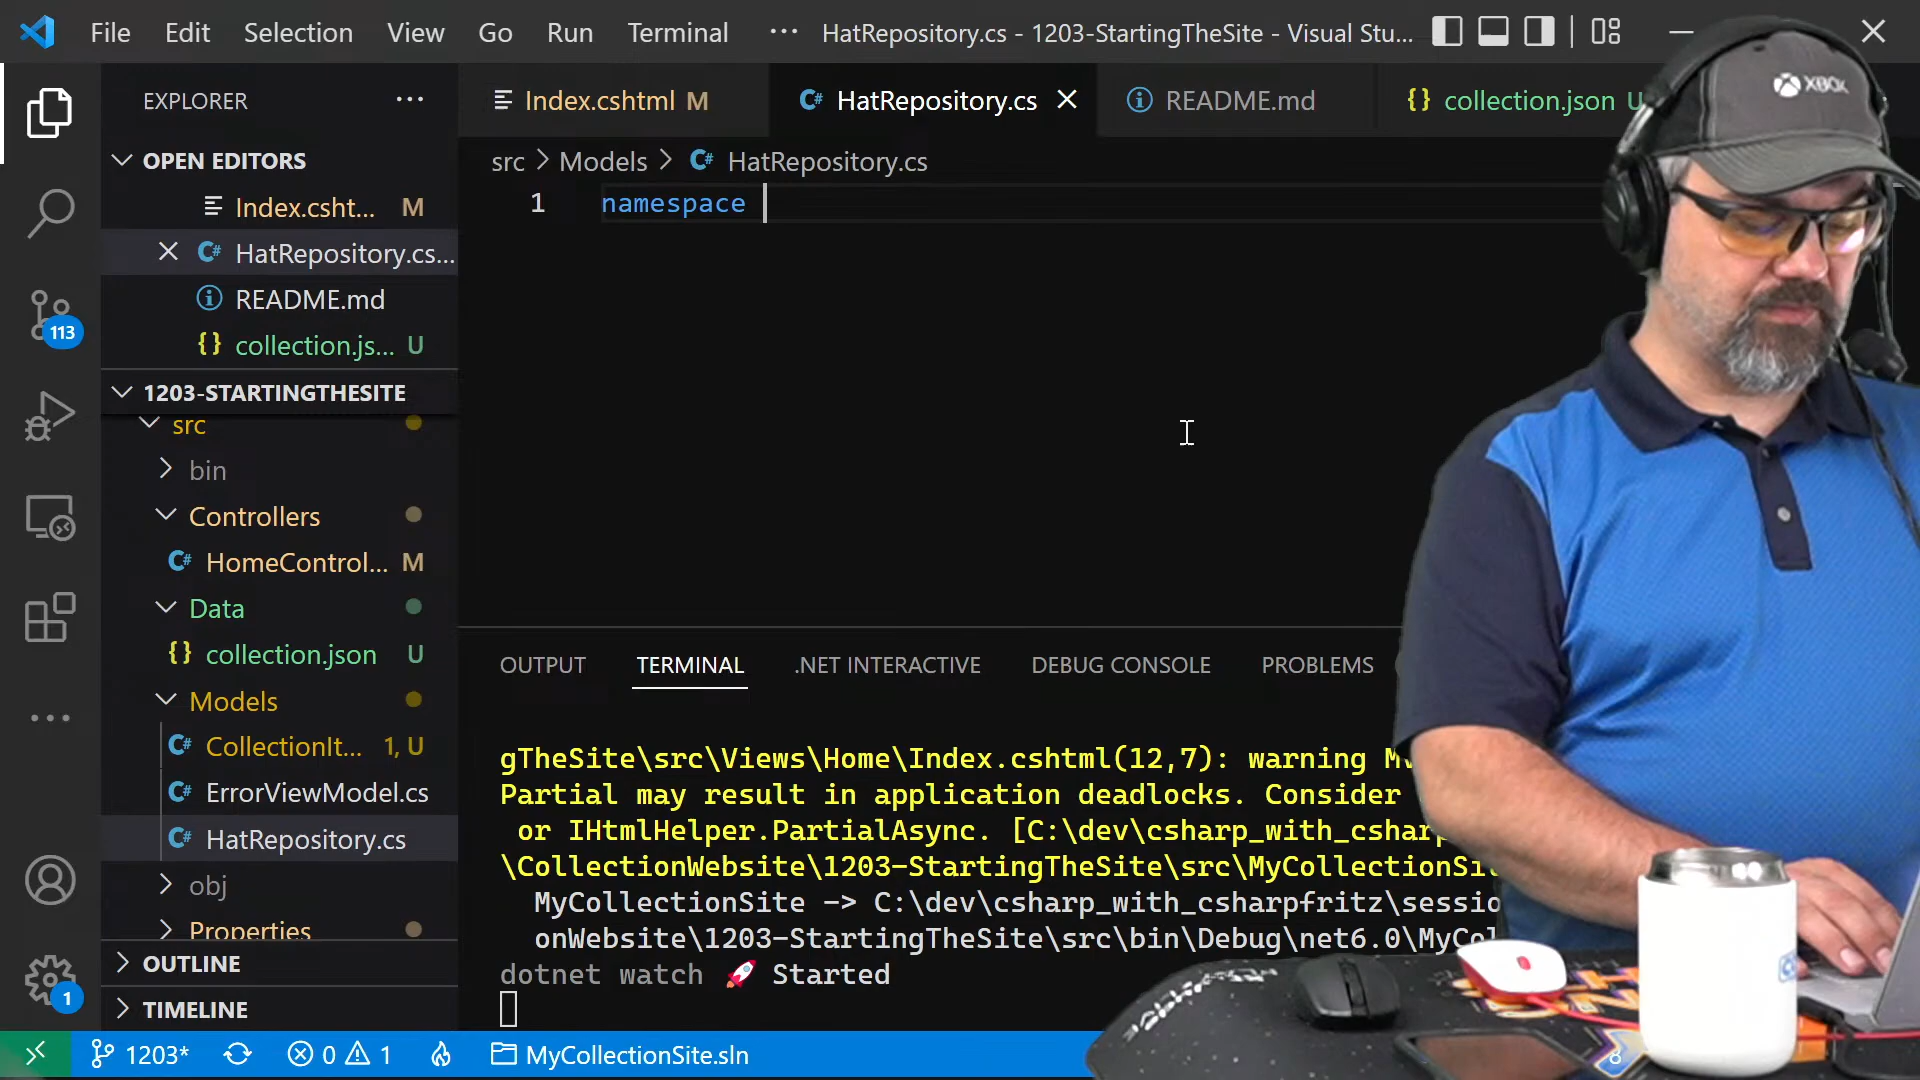 File Edit Selection View Go Run Terminal ··· HatRepository.cs - 1203-StartingTheSite - Visual Stu...
XBOX
EXPLORER ···
Index.cshtml M HatRepository.cs README.md {} collection.json U
OPEN EDITORS
src > Models > HatRepository.cs
Index.csht... M
1 namespace
HatRepository.cs...
README.md
{} collection.js... U
113
1203-STARTINGTHESITE
src
bin
Controllers
HomeControl... M
Data
{} collection.json U
Models
CollectionIt... 1, U
ErrorViewModel.cs
HatRepository.cs
obj
Properties
OUTLINE
TIMELINE
1
OUTPUT TERMINAL .NET INTERACTIVE DEBUG CONSOLE PROBLEMS
gTheSite\src\Views\Home\Index.cshtml(12,7): warning
Partial may result in application deadlocks. Consider
or IHtmlHelper.PartialAsync. [C:\dev\csharp_with_csharp
\CollectionWebsite\1203-StartingTheSite\src\MyCollectionSi
MyCollectionSite -> C:\dev\csharp_with_csharpfritz\sessio
onWebsite\1203-StartingTheSite\src\bin\Debug\net6.0\MyCol
dotnet watch 🚀 Started
1203* 0 1 MyCollectionSite.sln